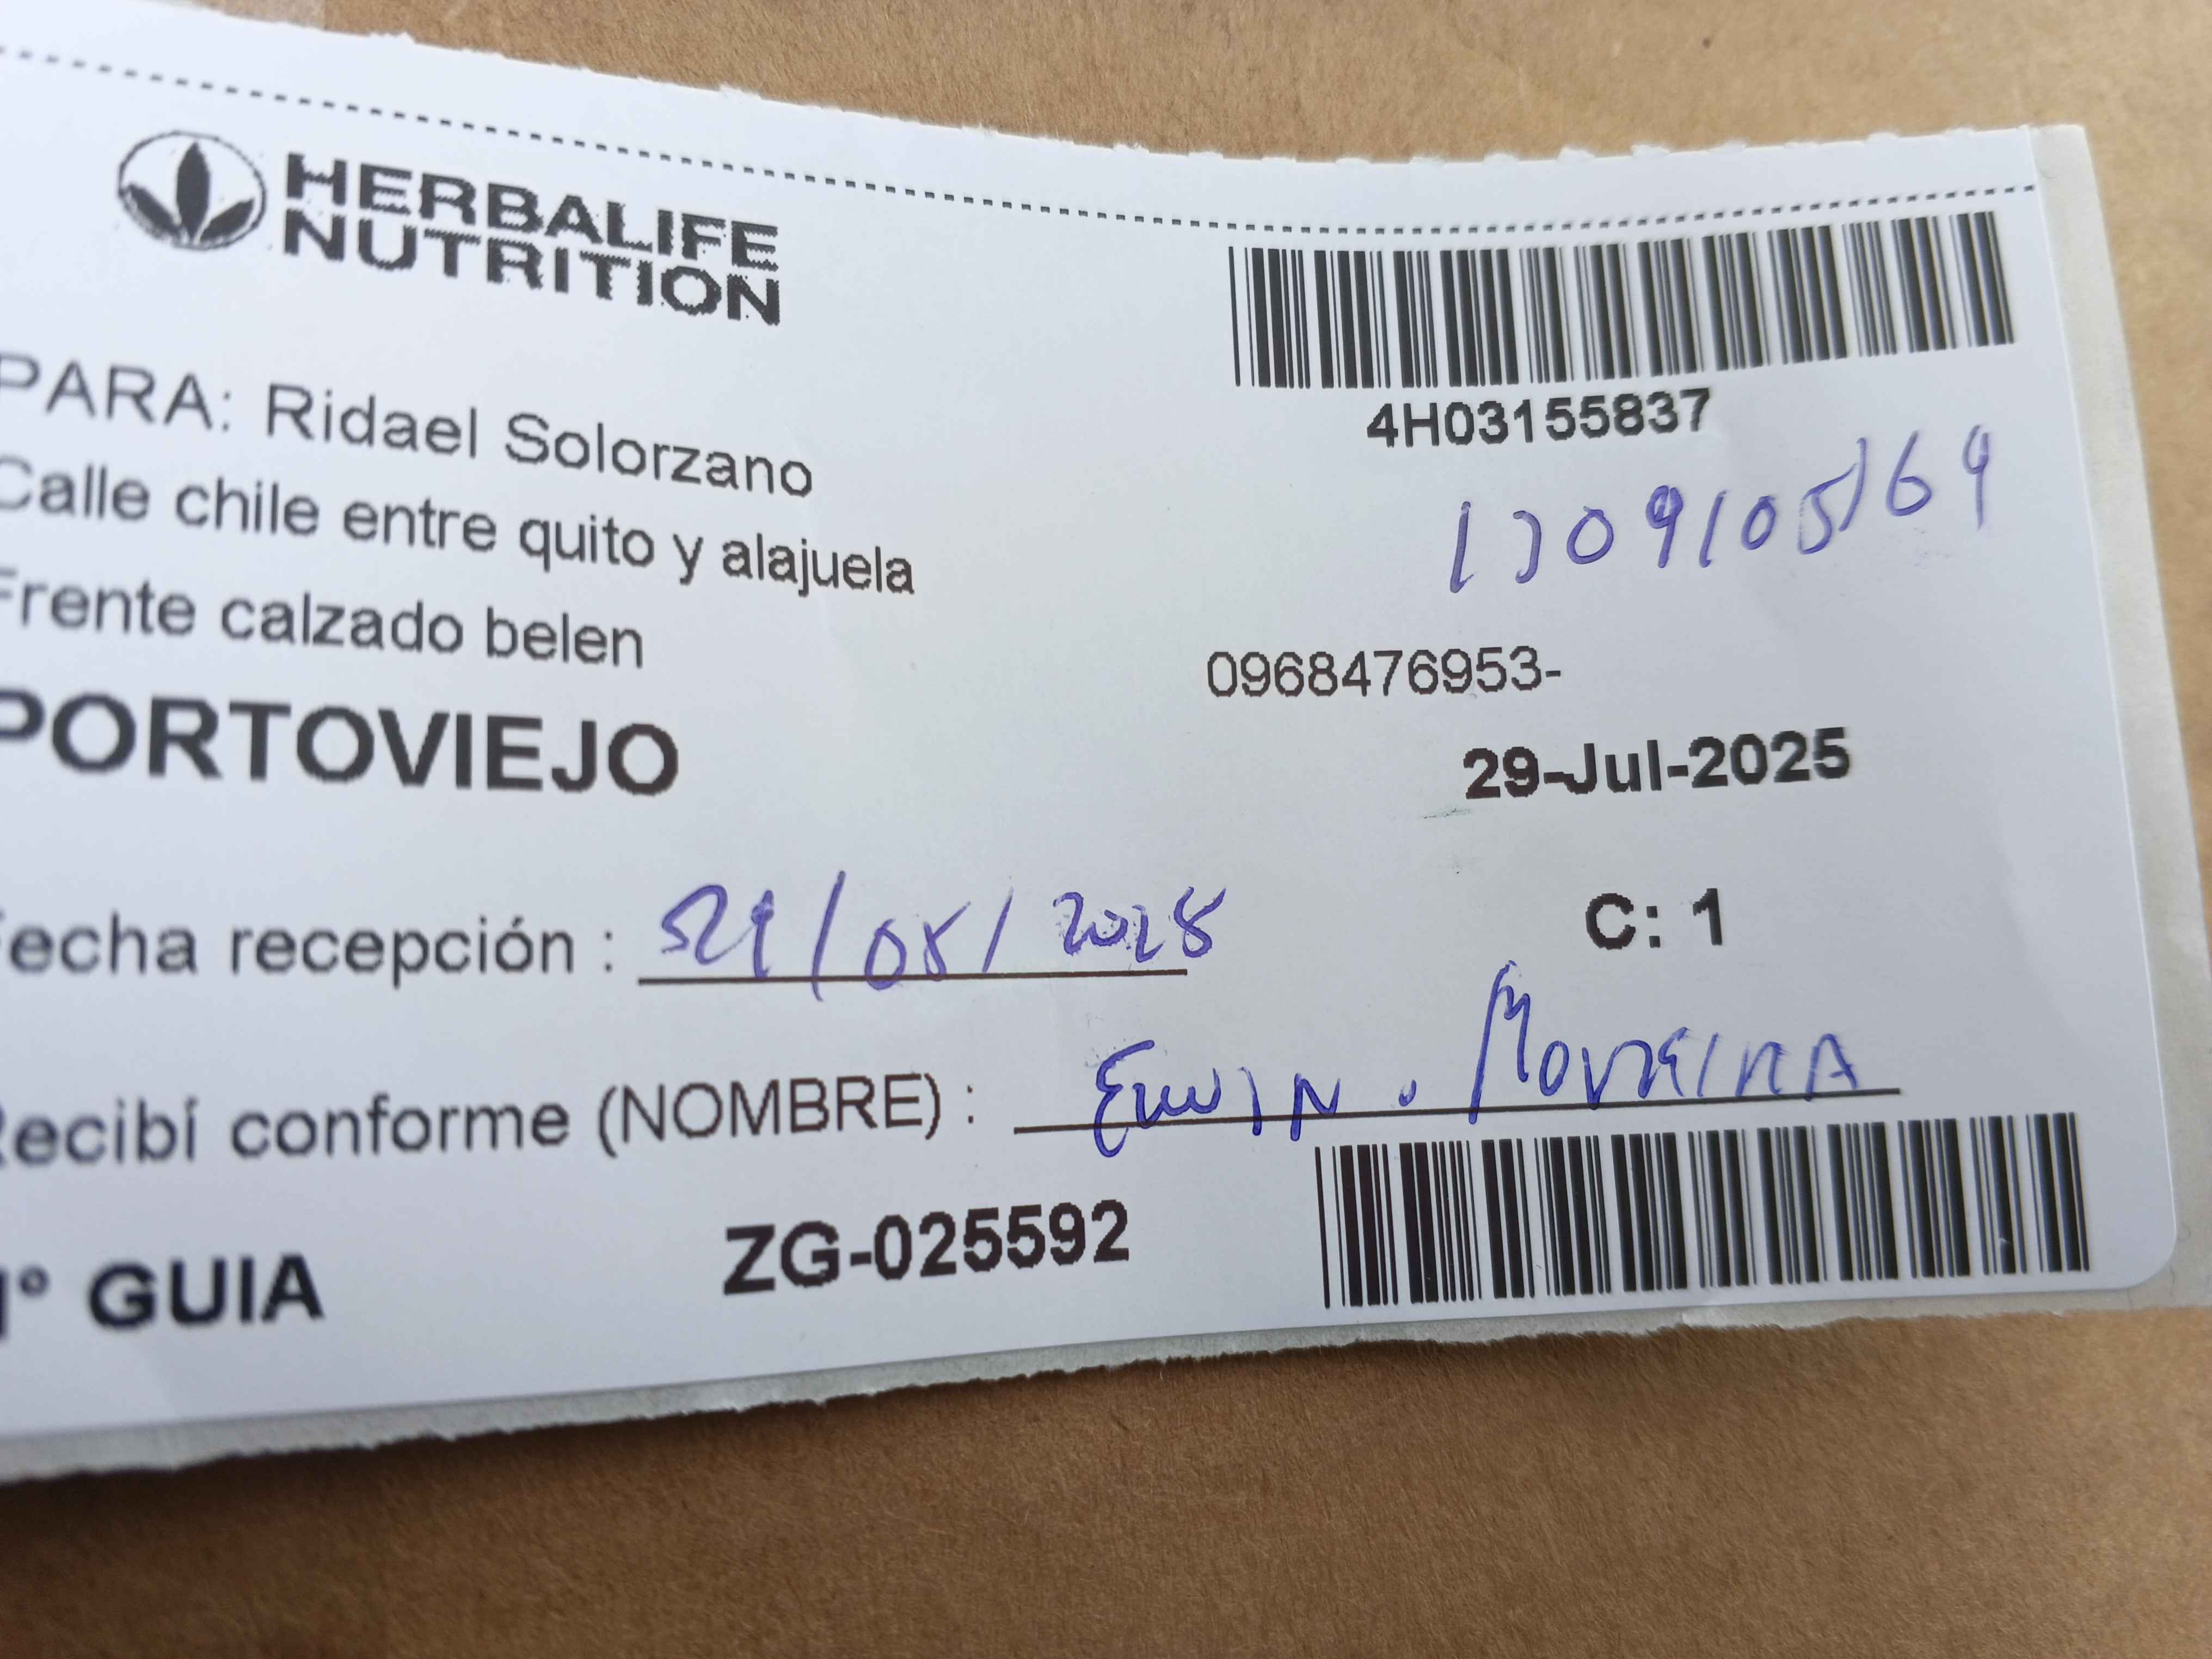 HERBALIFE
NUTRITION
4H03155837
PARA: Ridael Solorzano
Calle chile entre quito y alajuela
Frente calzado belen
0968476953-
PORTOVIEJO
29-Jul-2025
C: 1
Fecha recepción :
Recibí conforme (NOMBRE) : MOREIRA
N° GUIA ZG-025592